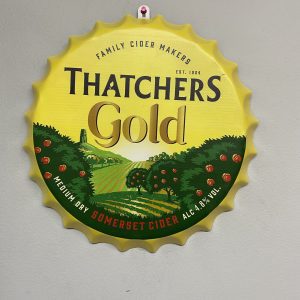 FAMILY CIDER MAKERS
EST. 1904
THATCHERS
Gold
MEDIUM DRY
SOMERSET CIDER
ALC 4.8% VOL.